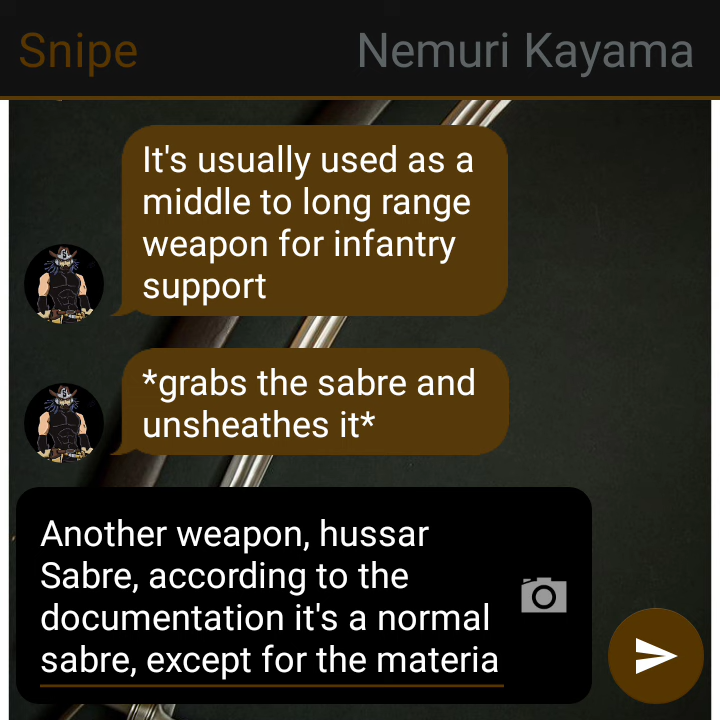 Snipe
Nemuri Kayama
It's usually used as a
middle to long range
weapon for infantry
support
*grabs the sabre and
unsheathes it*
Another weapon, hussar
Sabre, according to the
documentation it's a normal
sabre, except for the materia